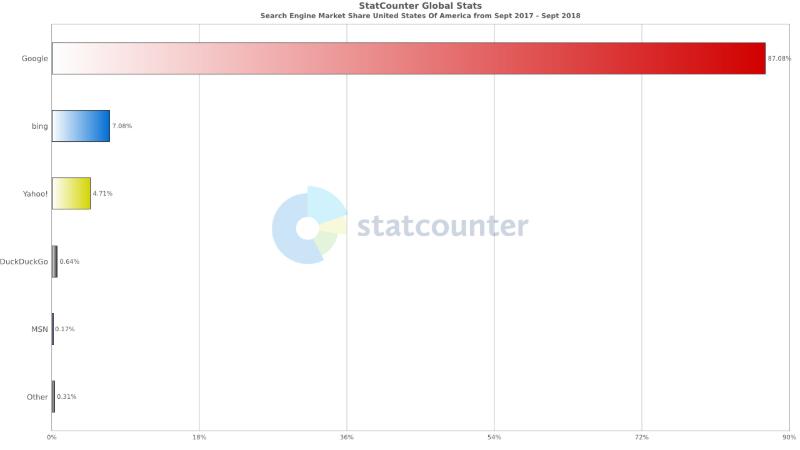 StatCounter Global Stats
Search Engine Market Share United States Of America from Sept 2017 - Sept 2018
Google 87.08%
bing 7.08%
Yahoo! 4.71%
statcounter
DuckDuckGo 0.64%
MSN 0.17%
Other 0.31%
0% 18% 36% 54% 72% 90%